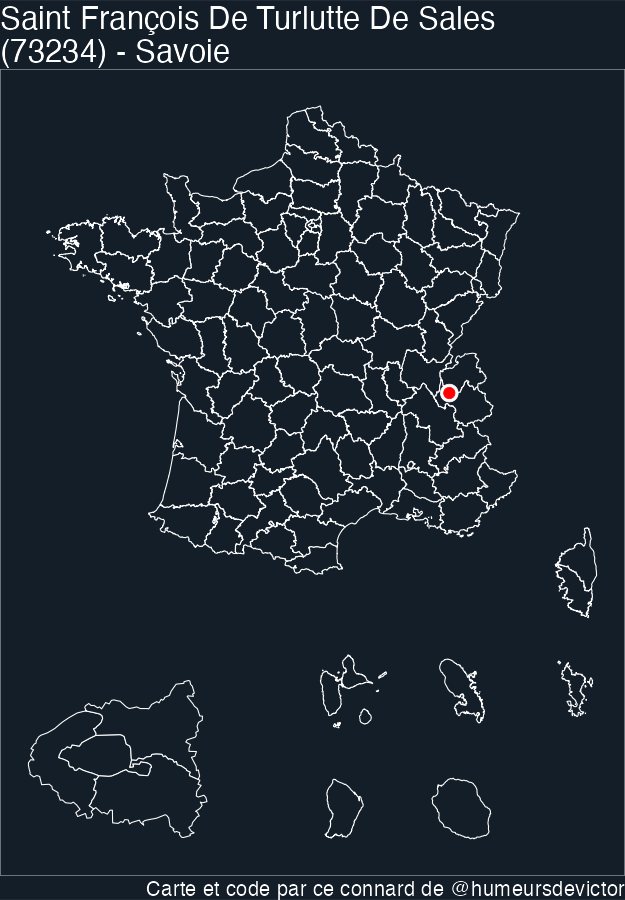 Saint François De Turlutte De Sales
(73234) - Savoie
Carte et code par ce connard de @humeursdevictor